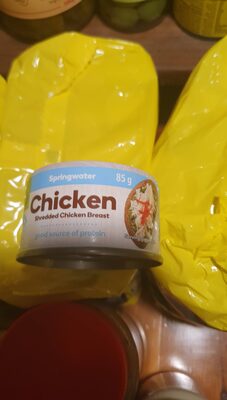 Springwater 85 g
Chicken
Shredded Chicken Breast
good source of protein